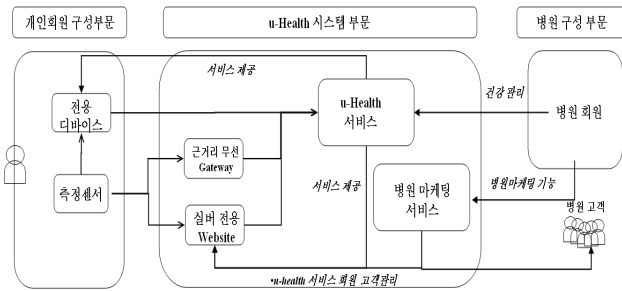 개인회원 구성부문
u-Health 시스템 부문
병원 구성 부문
서비스 제공
전용
디바이스
u-Health
서비스
건강 관리
병원 회원
근거리 무선
Gateway
측정센서
서비스 제공
병원 마케팅
서비스
병원마케팅 기능
실버 전용
Website
병원 고객
•u-health 서비스 회원 고객관리